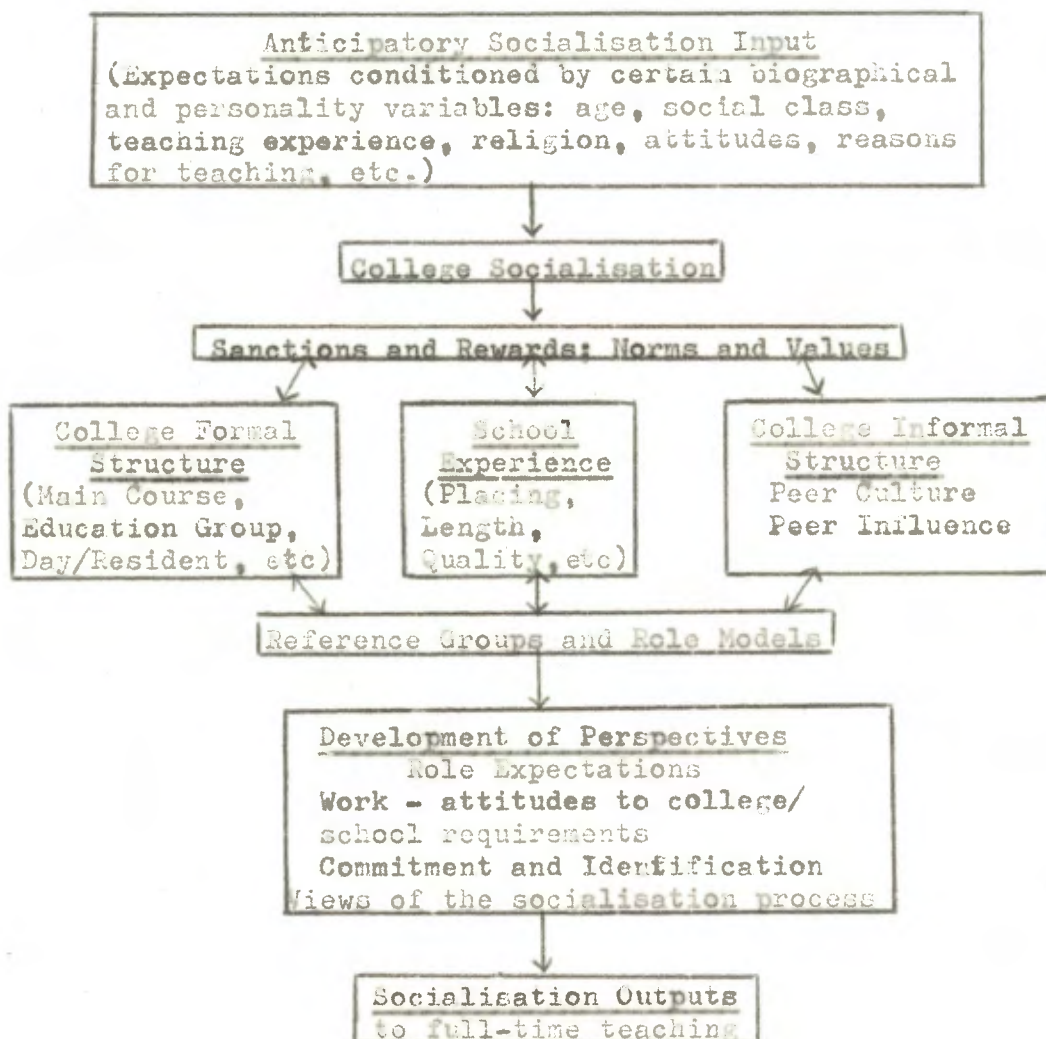 Anticipatory Socialisation Input
(Expectations conditioned by certain biographical
and personality variables: age, social class,
teaching experience, religion, attitudes, reasons
for teaching, etc.)
College Socialisation
Sanctions and Rewards; Norms and Values
College Formal
Structure
(Main Course,
Education Group,
Day/Resident, etc)
School
Experience
(Placing,
Length,
Quality, etc)
College Informal
Structure
Peer Culture
Peer Influence
Reference Groups and Role Models
Development of Perspectives
Role Expectations
Work - attitudes to college/
school requirements
Commitment and Identification
Views of the socialisation process
Socialisation Outputs
to full-time teaching